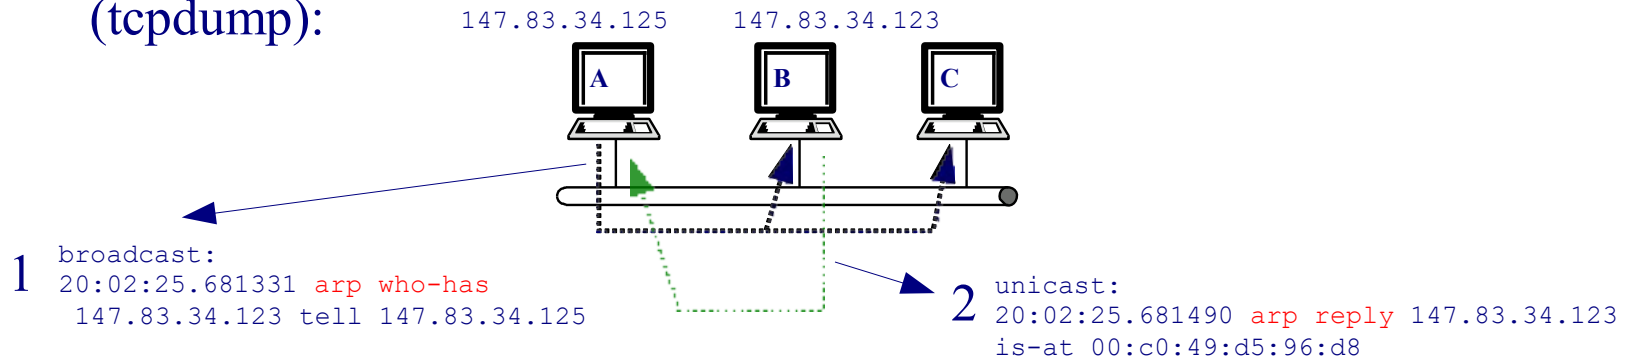 (tcpdump):
147.83.34.125 147.83.34.123
A B C
1
broadcast:
20:02:25.681331 arp who-has
147.83.34.123 tell 147.83.34.125
2
unicast:
20:02:25.681490 arp reply 147.83.34.123
is-at 00:c0:49:d5:96:d8